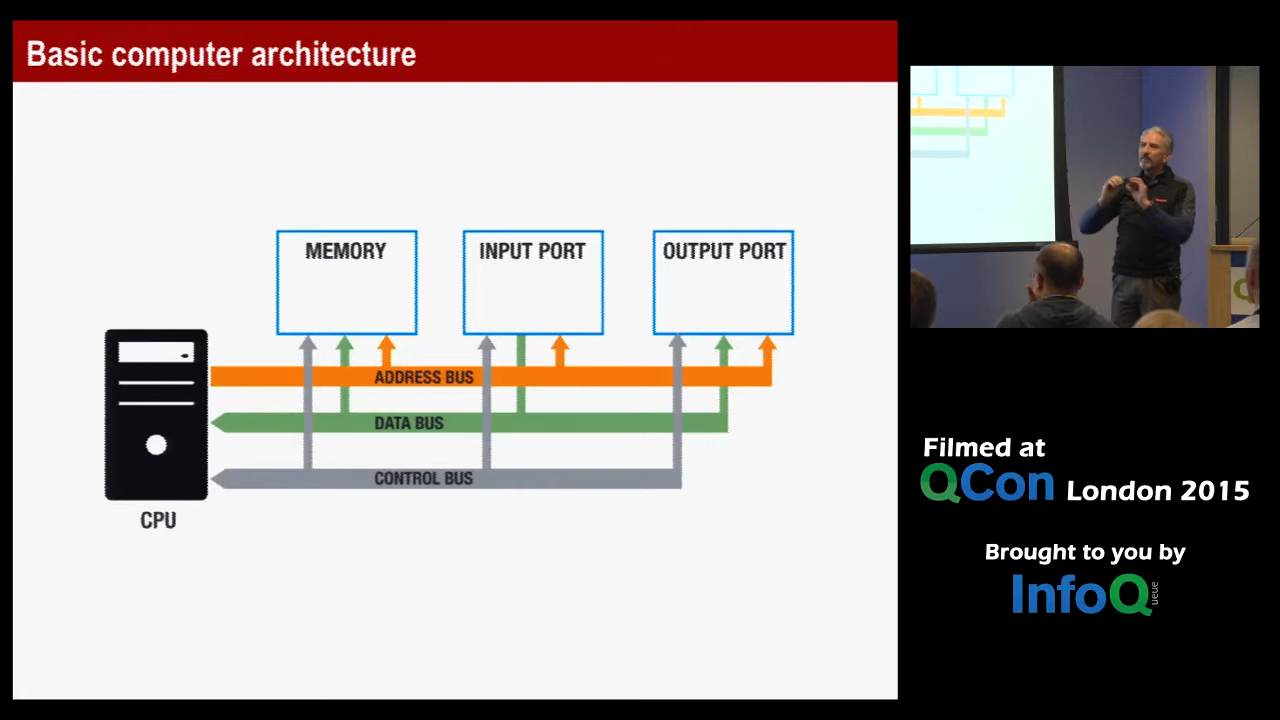 Basic computer architecture
MEMORY
INPUT PORT
OUTPUT PORT
ADDRESS BUS
DATA BUS
CONTROL BUS
CPU
Q
Filmed at
QCon London 2015
Brought to you by
InfoQ
ueue